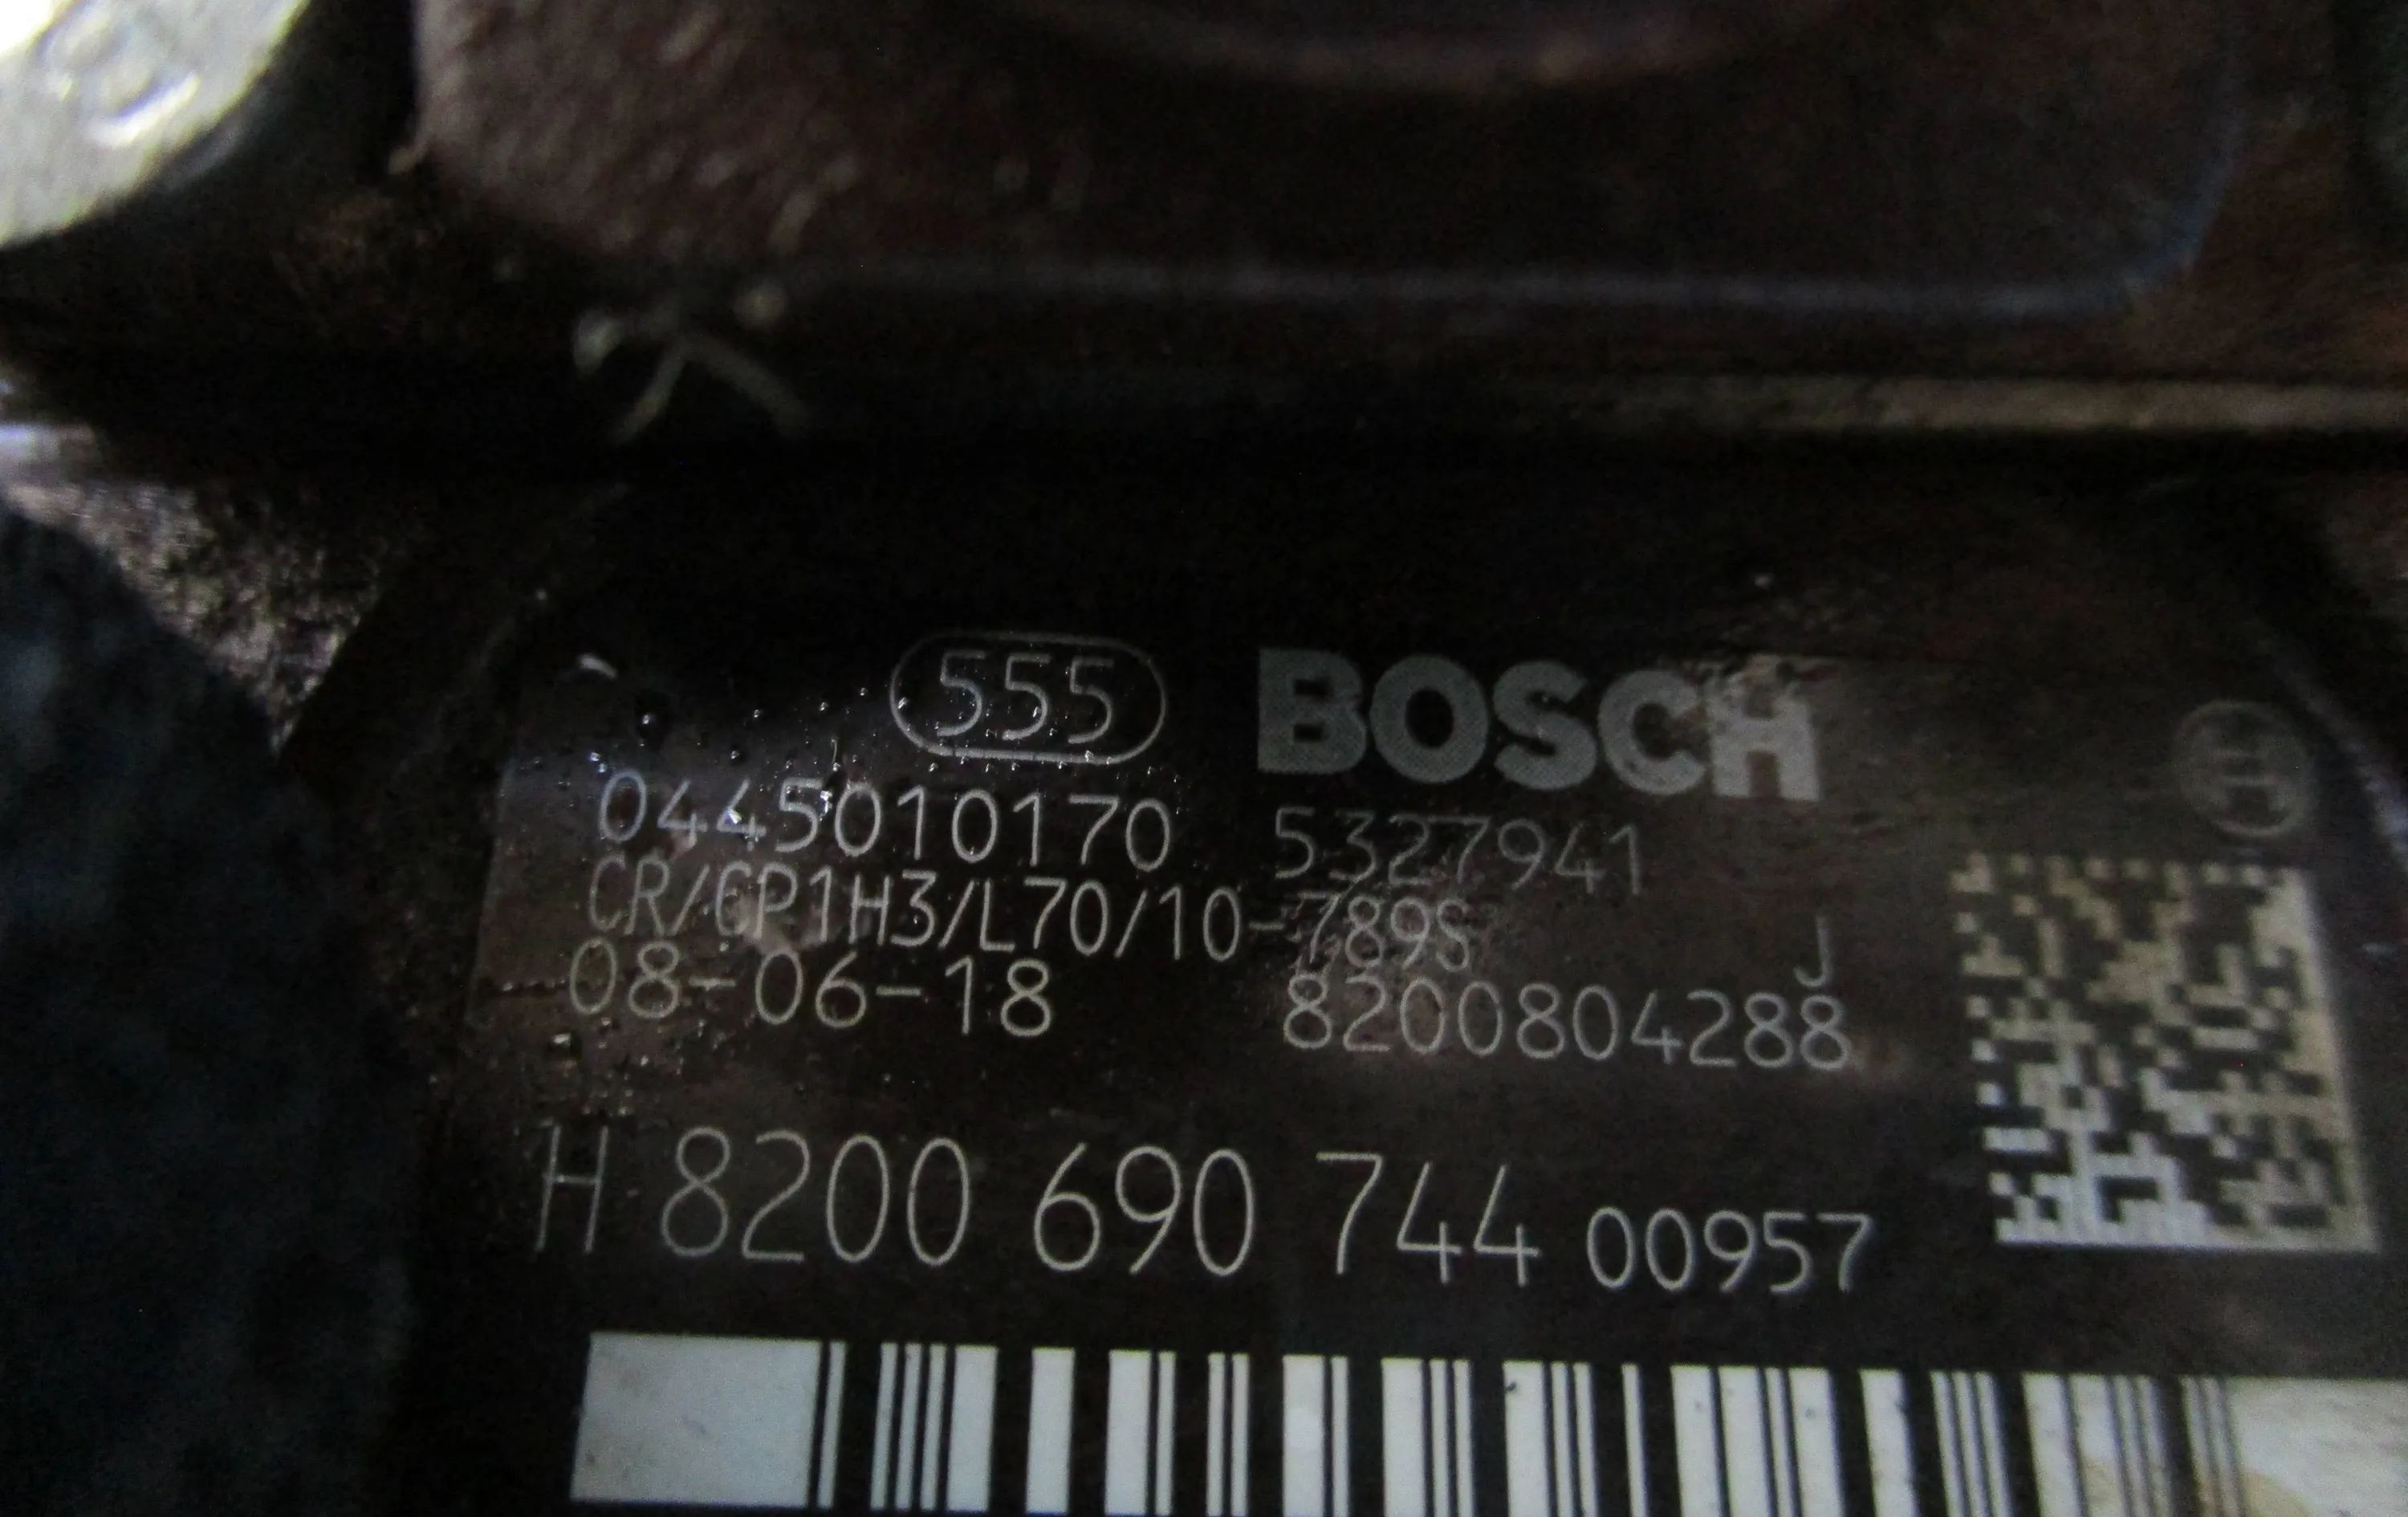 555 BOSCH
0445010170 5327941
CR/CP1H3/L70/10-789S
J
08-06-18 8200804288
H 8200 690 744 00957